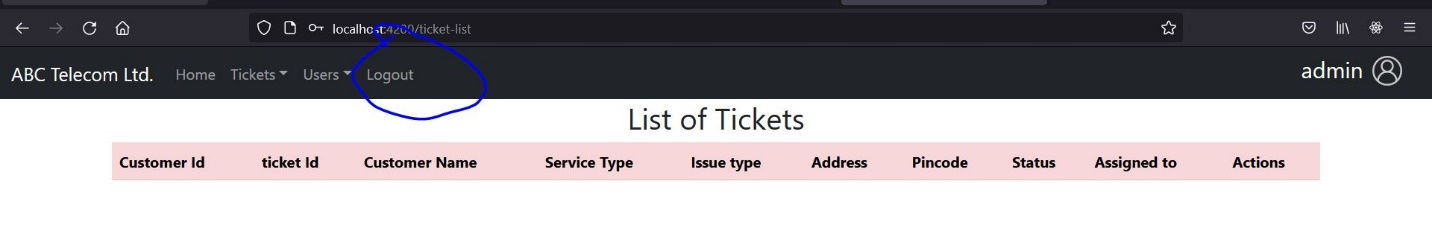 localhost:4200/ticket-list
ABC Telecom Ltd. Home Tickets Users Logout admin
List of Tickets
Customer Id ticket Id Customer Name Service Type Issue type Address Pincode Status Assigned to Actions